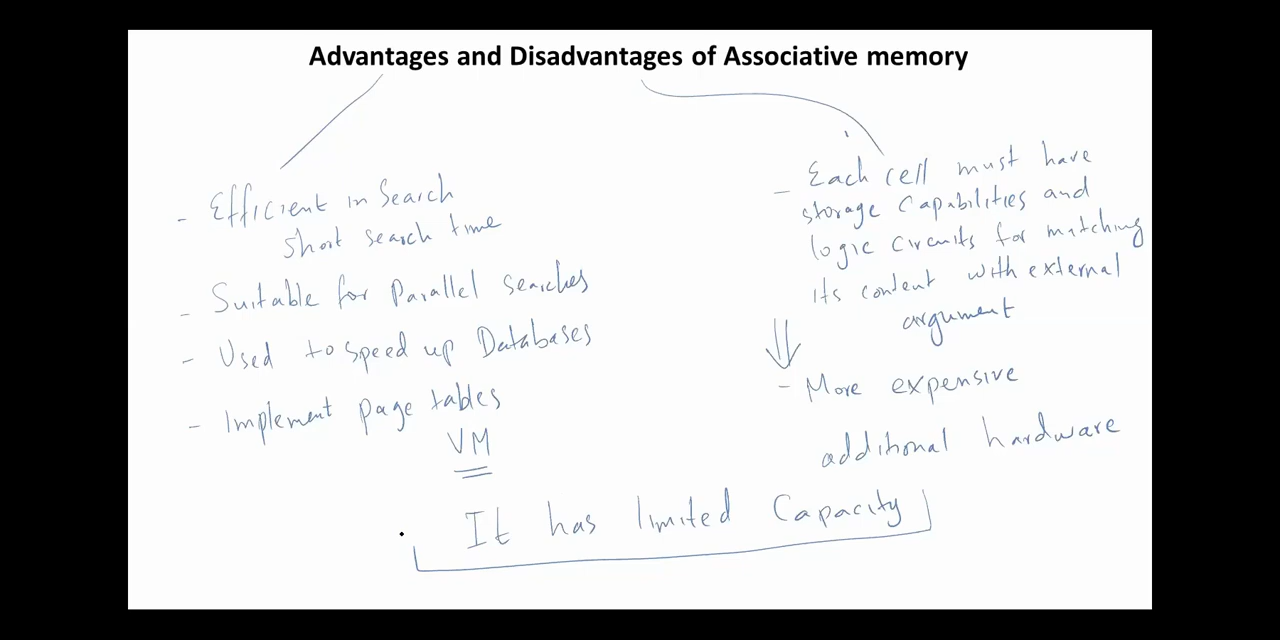 Advantages and Disadvantages of Associative memory
- Efficient in Search
short search time
- Suitable for Parallel searches
- Used to speed up Databases
- Implement page tables
VM
- Each cell must have
storage capabilities and
logic circuits for matching
its content with external
argument
- More expensive
additional hardware
It has limited Capacity